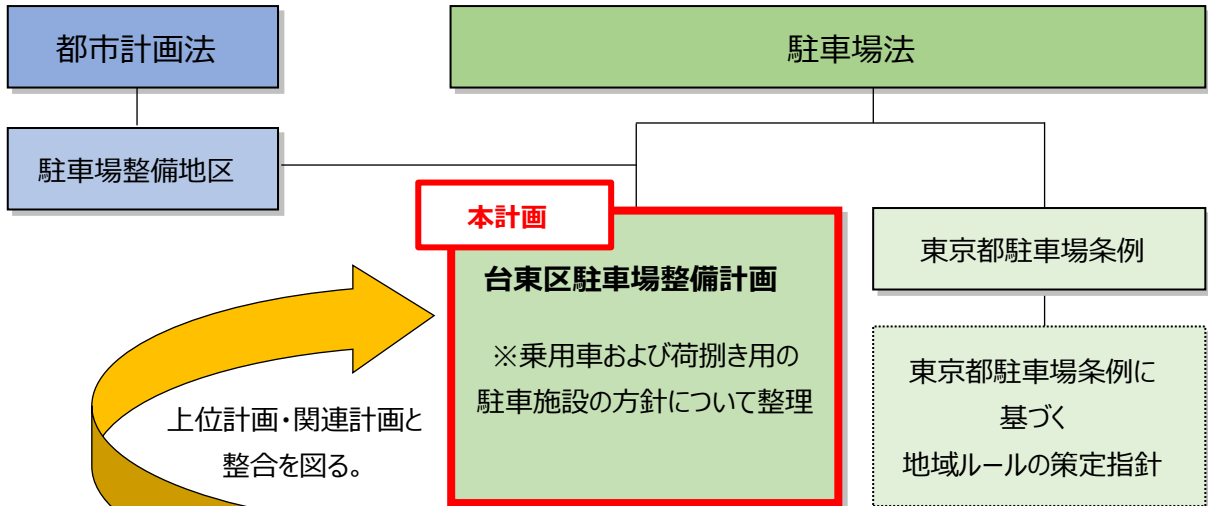 都市計画法
駐車場法
駐車場整備地区
本計画
台東区駐車場整備計画
※乗用車および荷捌き用の
駐車施設の方針について整理
東京都駐車場条例
東京都駐車場条例に
基づく
地域ルールの策定指針
上位計画・関連計画と
整合を図る。